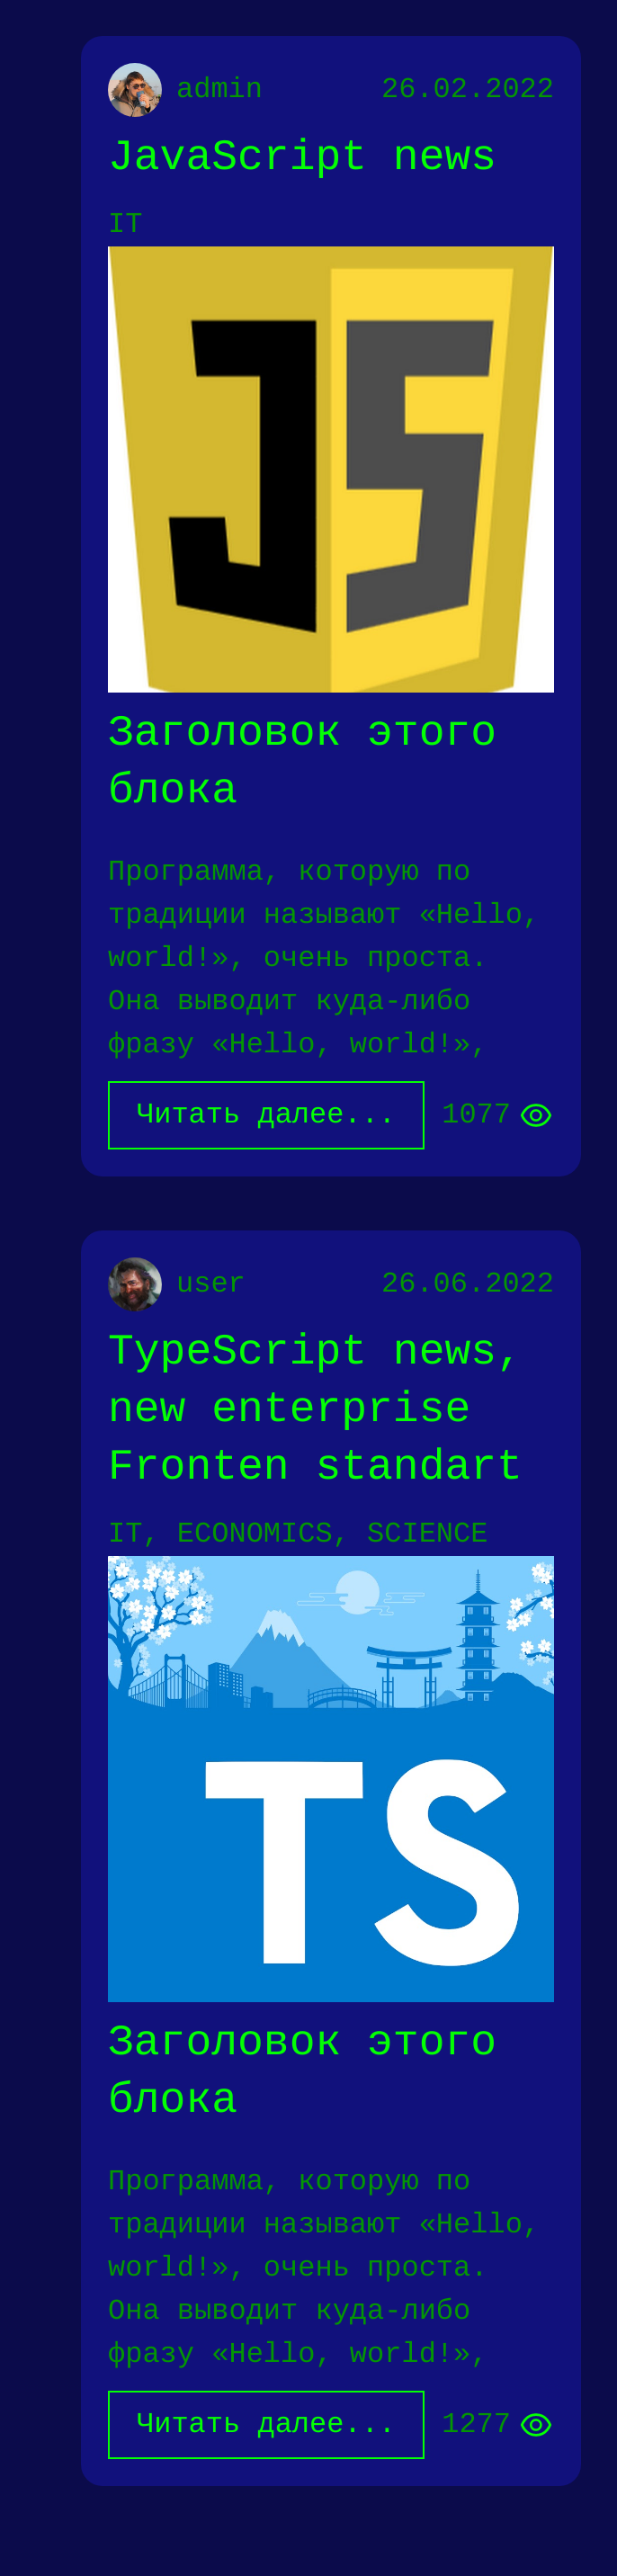 admin 26.02.2022
JavaScript news
IT
JS
Заголовок этого
блока
Программа, которую по
традиции называют «Hello,
world!», очень проста.
Она выводит куда-либо
фразу «Hello, world!»,
Читать далее... 1077
user 26.06.2022
TypeScript news,
new enterprise
Fronten standart
IT, ECONOMICS, SCIENCE
TS
Заголовок этого
блока
Программа, которую по
традиции называют «Hello,
world!», очень проста.
Она выводит куда-либо
фразу «Hello, world!»,
Читать далее... 1277